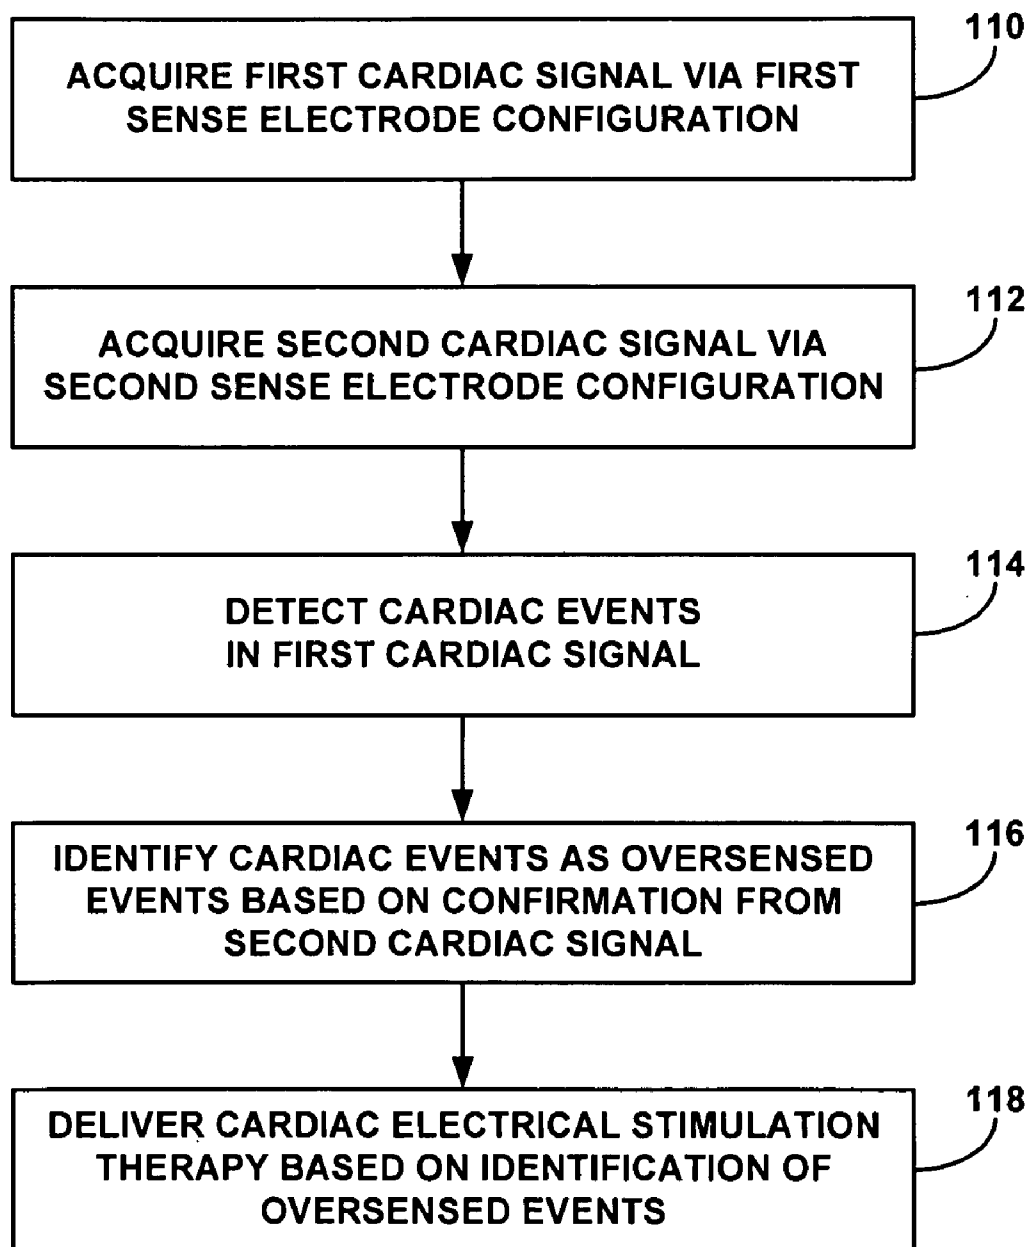 110
ACQUIRE FIRST CARDIAC SIGNAL VIA FIRST
SENSE ELECTRODE CONFIGURATION
112
ACQUIRE SECOND CARDIAC SIGNAL VIA
SECOND SENSE ELECTRODE CONFIGURATION
114
DETECT CARDIAC EVENTS
IN FIRST CARDIAC SIGNAL
116
IDENTIFY CARDIAC EVENTS AS OVERSENSED
EVENTS BASED ON CONFIRMATION FROM
SECOND CARDIAC SIGNAL
118
DELIVER CARDIAC ELECTRICAL STIMULATION
THERAPY BASED ON IDENTIFICATION OF
OVERSENSED EVENTS